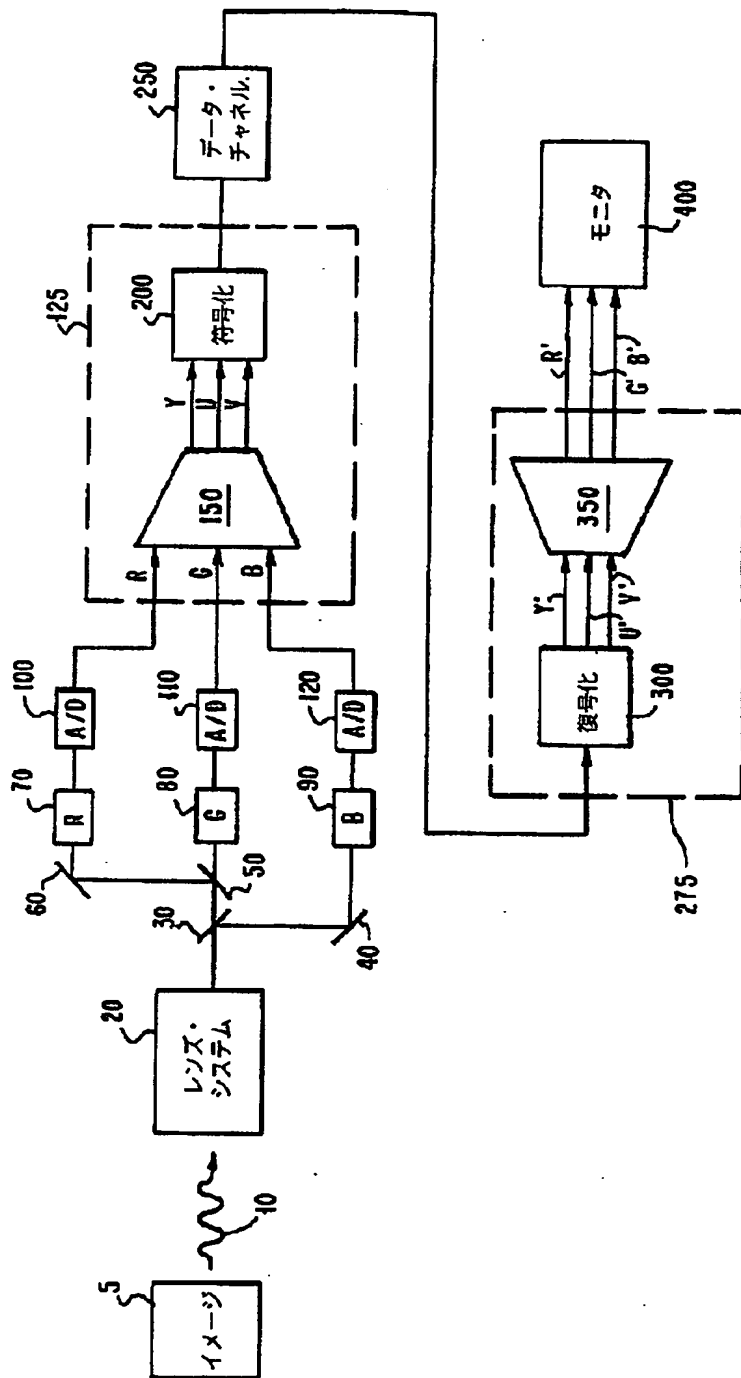 5
イメージ
10
20
レンズ・
システム
30
40
50
60
70
R
80
G
90
B
100
A/D
110
A/D
120
A/D
125
R
G
B
150
Y
U
V
200
符号化
250
データ・
チャネル
275
300
復号化
Y'
U'
V'
350
R'
G'
B'
モニタ
400